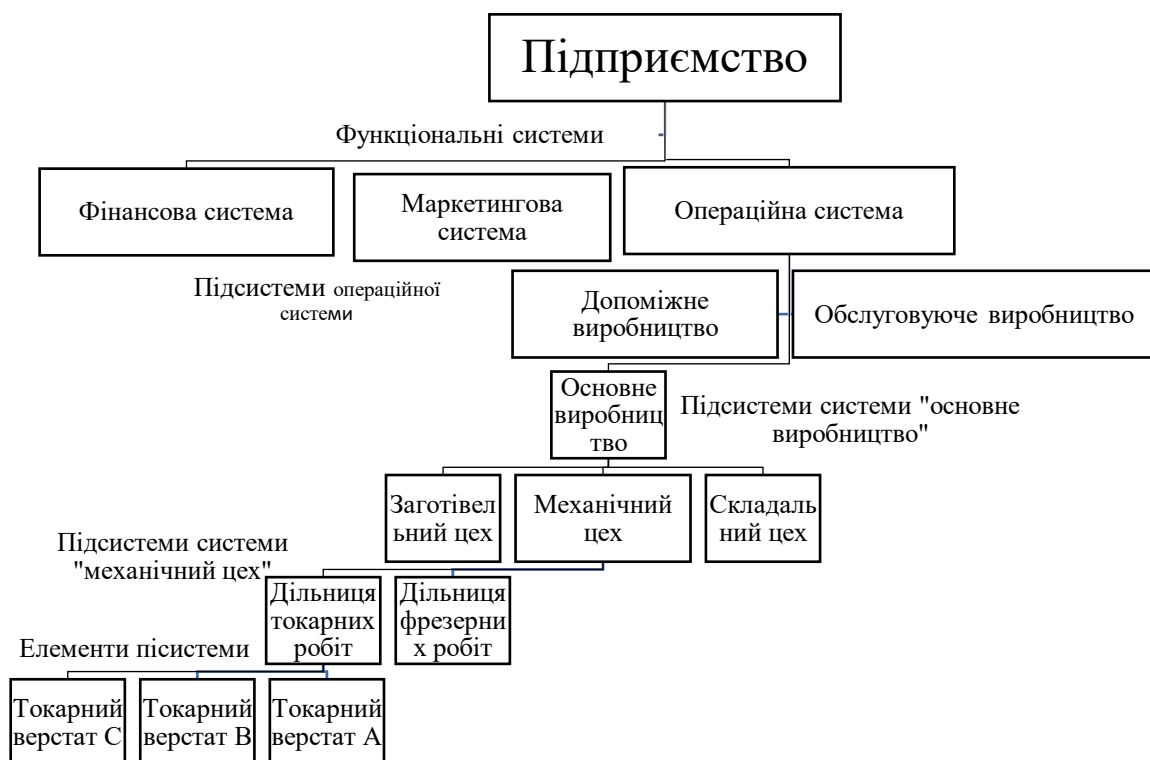 Підприємство
Функціональні системи
Фінансова система
Маркетингова
система
Операційна система
Підсистеми операційної
системи
Допоміжне
виробництво
Обслуговуюче виробництво
Основне
виробниц
тво
Підсистеми системи "основне
виробництво"
Заготівел
ьний цех
Механічний
цех
Складаль
ний цех
Підсистеми системи
"механічний цех"
Дільниця
токарних
робіт
Дільниця
фрезерни
х робіт
Елементи пісистеми
Токарний
верстат С
Токарний
верстат В
Токарний
верстат А